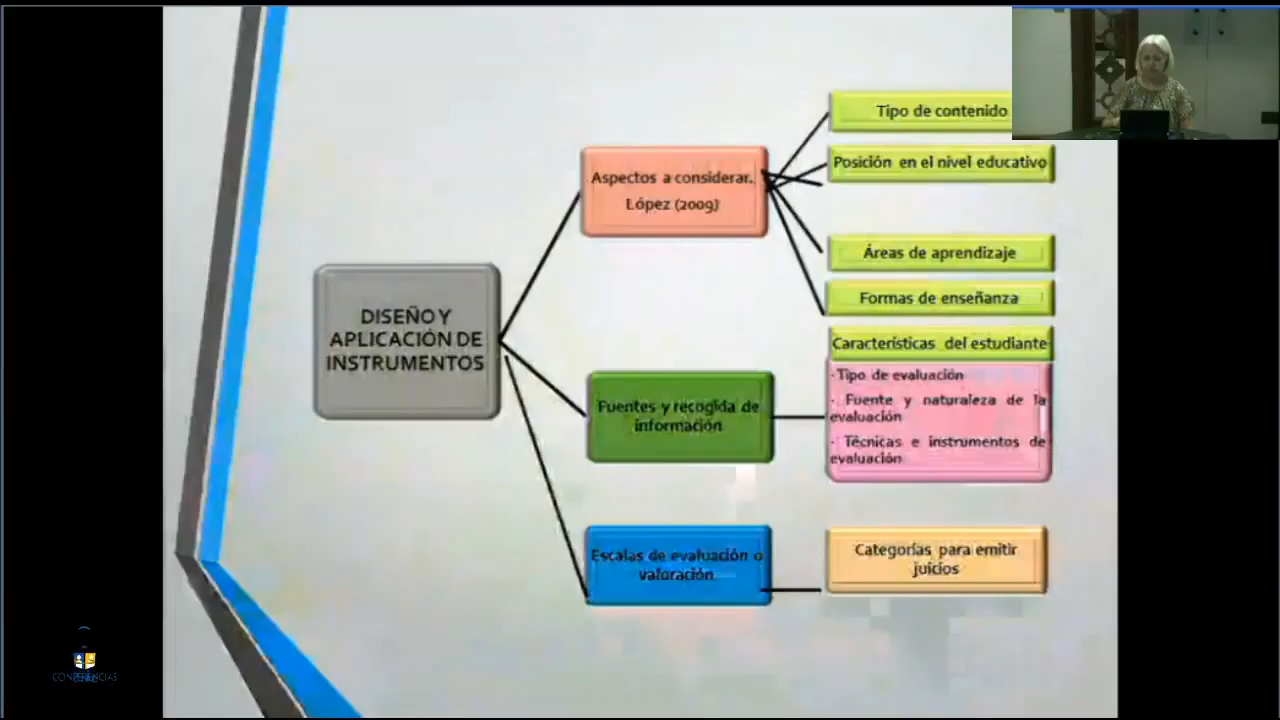 DISEÑO Y
APLICACIÓN DE
INSTRUMENTOS
Aspectos a considerar.
López (2009)
Tipo de contenido
Posición en el nivel educativo
Áreas de aprendizaje
Formas de enseñanza
Características del estudiante
Fuentes y recogida de
información
- Tipo de evaluación
- Fuente y naturaleza de la
evaluación
- Técnicas e instrumentos de
evaluación
Escalas de evaluación o
valoración
Categorías para emitir
juicios
CONFERENCIAS